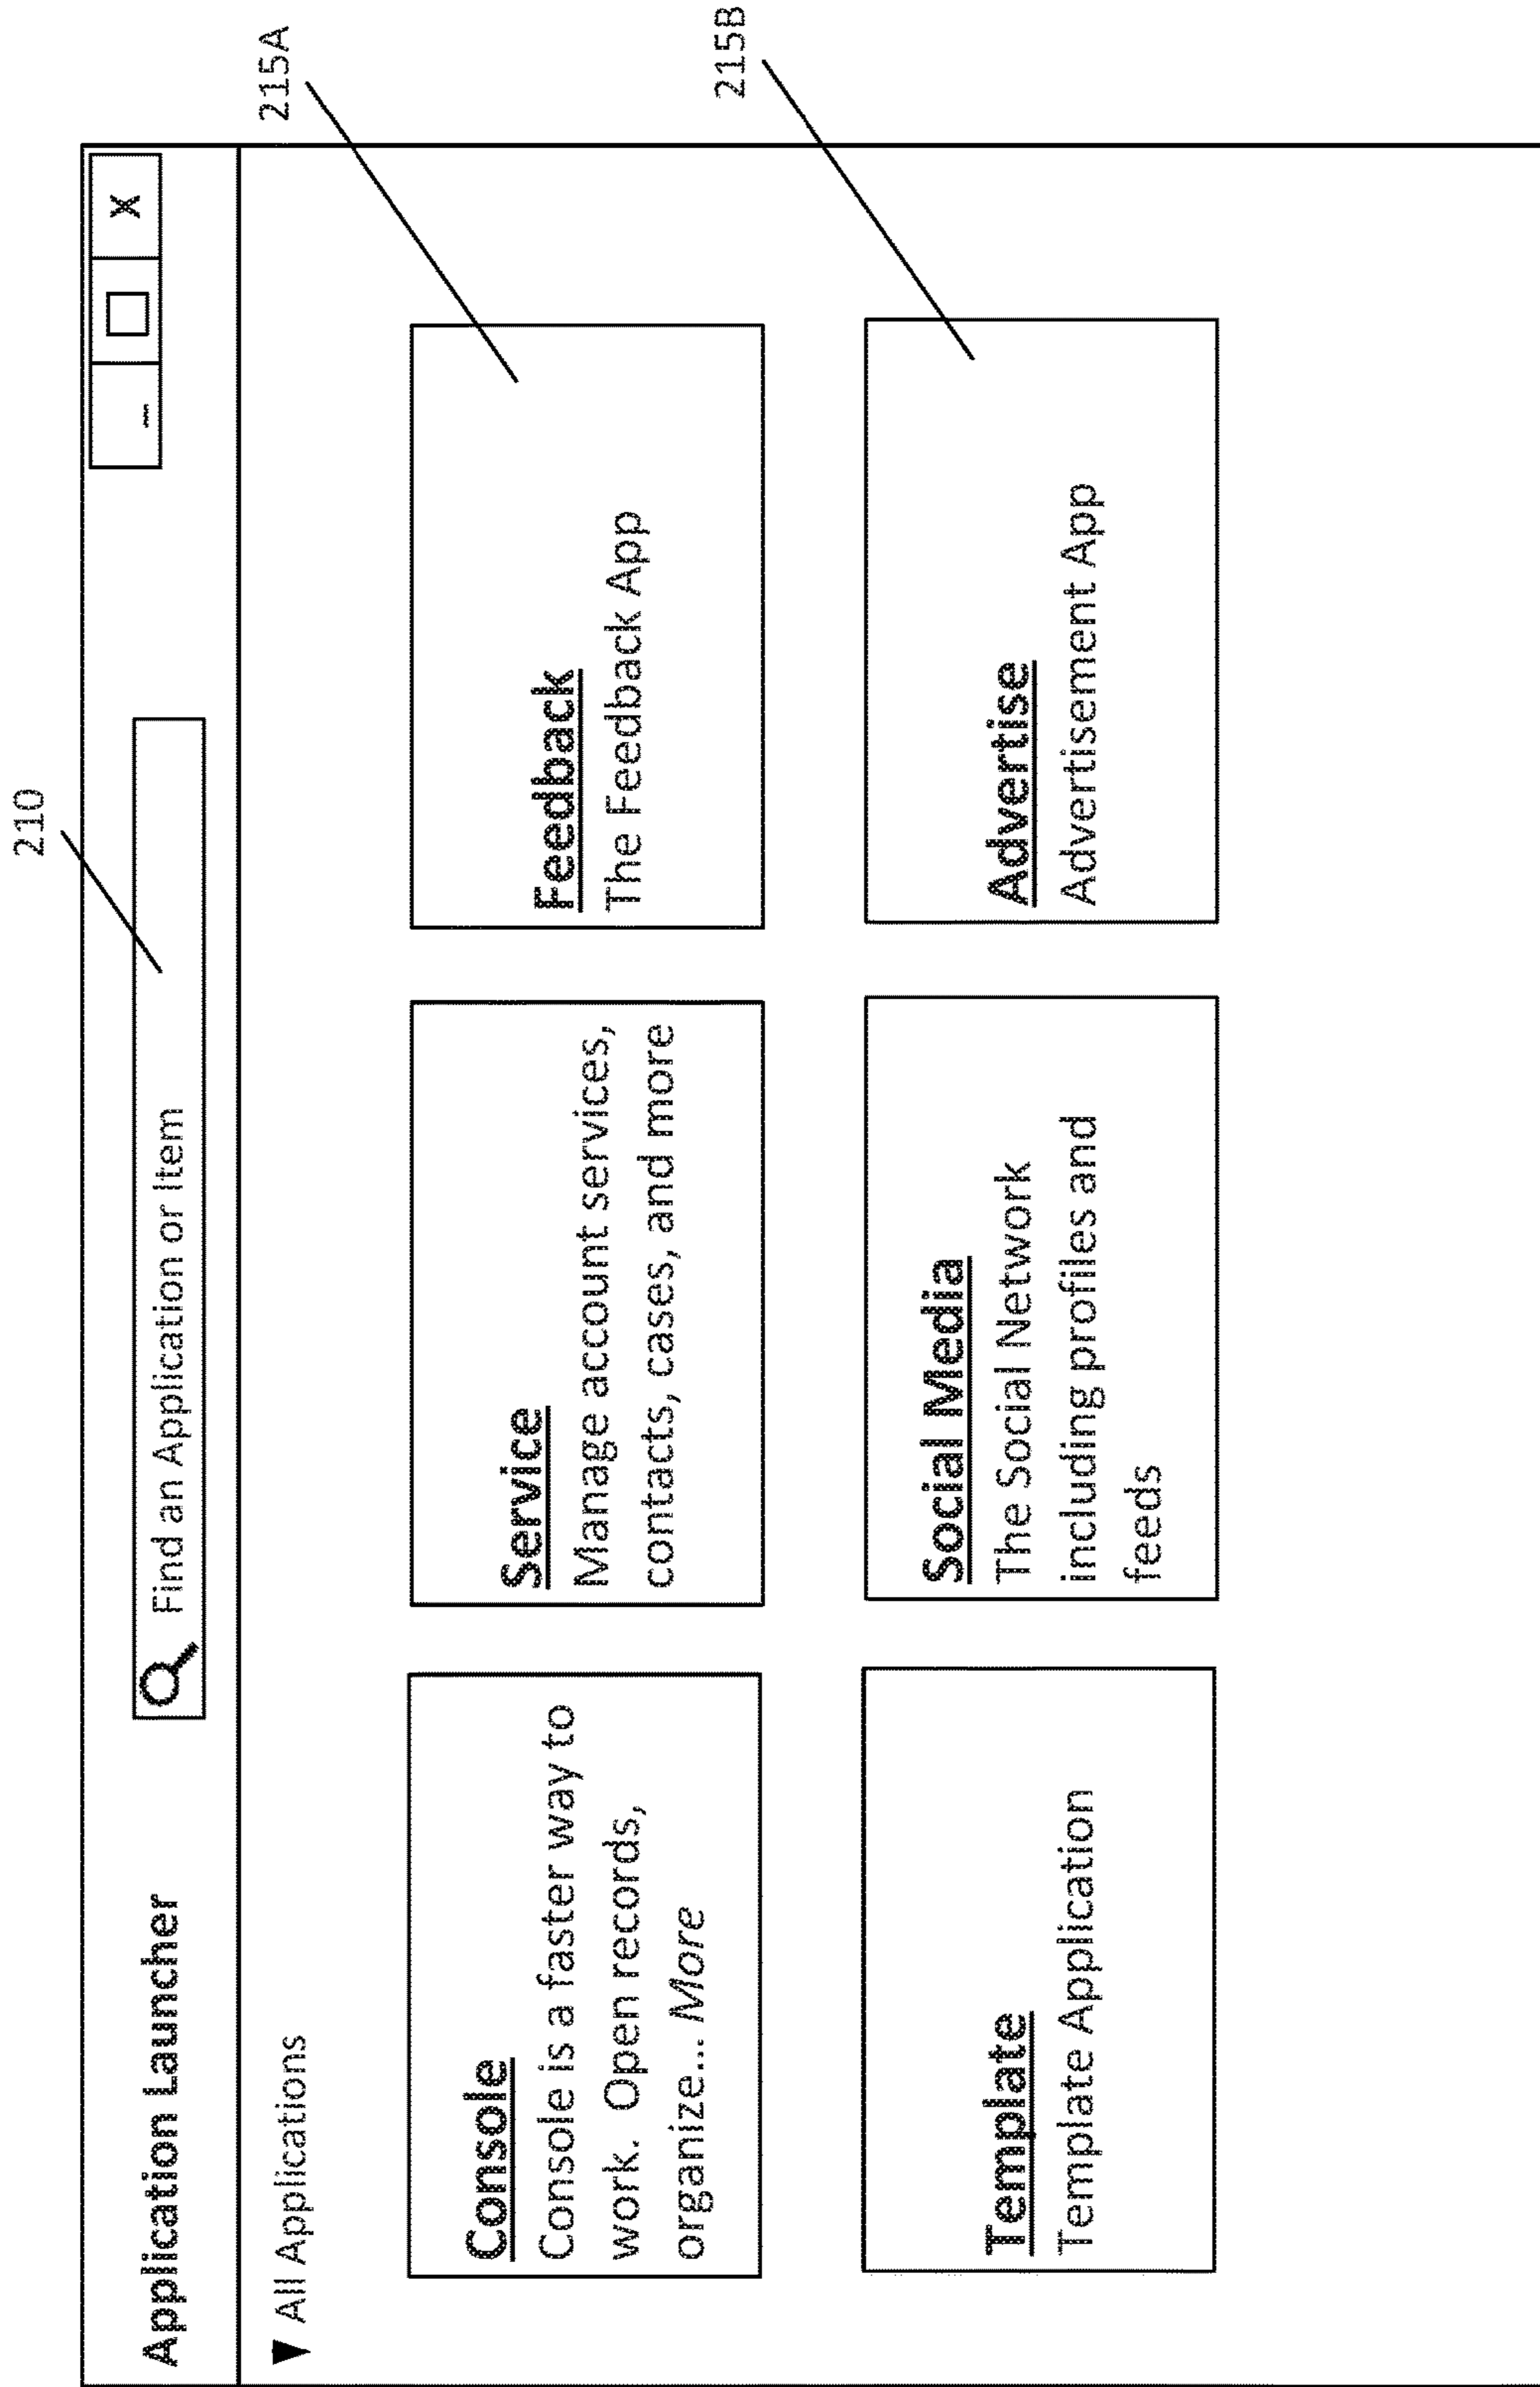 210
Application Launcher
Find an Application or Item
X
215A
▼ All Applications
Console
Console is a faster way to
work. Open records,
organize... More
Service
Manage account services,
contacts, cases, and more
Feedback
The Feedback App
215B
Template
Template Application
Social Media
The Social Network
including profiles and
feeds
Advertise
Advertisement App